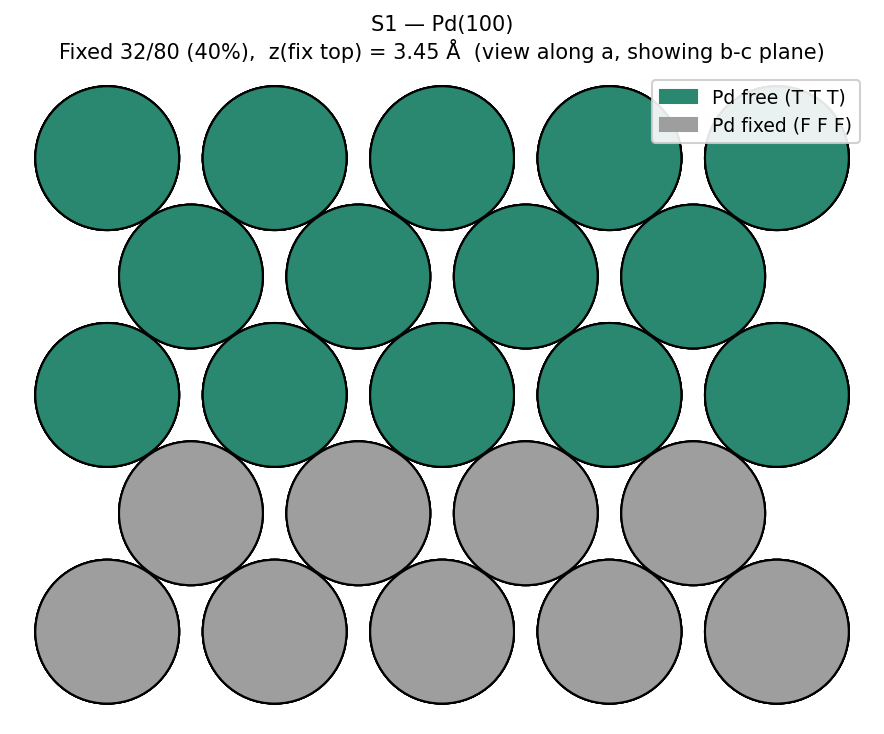 S1 — Pd(100)
Fixed 32/80 (40%),  z(fix top) = 3.45 Å  (view along a, showing b-c plane)
Pd free (T T T)
Pd fixed (F F F)